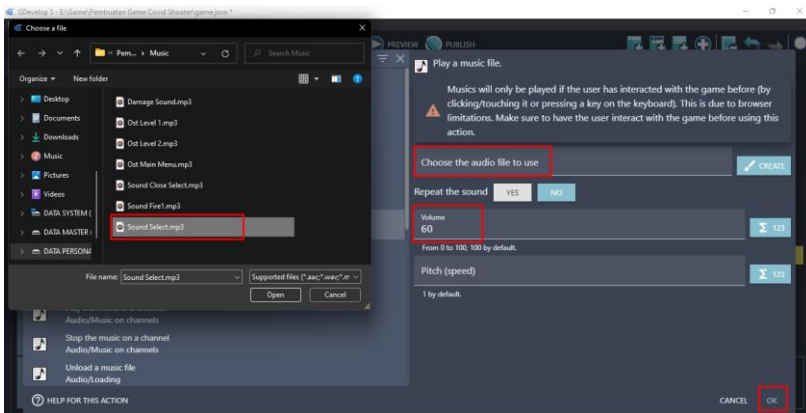 GDevelop 5 - E:\Game\Pembuatan Game Covid Shooter\game.json *
Choose a file
Pem... › Music
Search Music
Organize
New folder
Desktop
Documents
Downloads
Music
Pictures
Videos
DATA SYSTEM (
DATA MASTER (
DATA PERSONA
Damage Sound.mp3
Ost Level 1.mp3
Ost Level 2.mp3
Ost Main Menu.mp3
Sound Close Select.mp3
Sound Fire1.mp3
Sound Select.mp3
File name:
Sound Select.mp3
Supported files (*.aac;*.wav;*.m
Open
Cancel
Audio/Music on channels
Stop the music on a channel
Audio/Music on channels
Unload a music file
Audio/Loading
HELP FOR THIS ACTION
PREVIEW
PUBLISH
Play a music file.
Musics will only be played if the user has interacted with the game before (by
clicking/touching it or pressing a key on the keyboard). This is due to browser
limitations. Make sure to have the user interact with the game before using this
action.
Choose the audio file to use
CREATE
Repeat the sound
YES
NO
Volume
60
Σ 123
From 0 to 100, 100 by default.
Pitch (speed)
Σ 123
1 by default.
CANCEL
OK